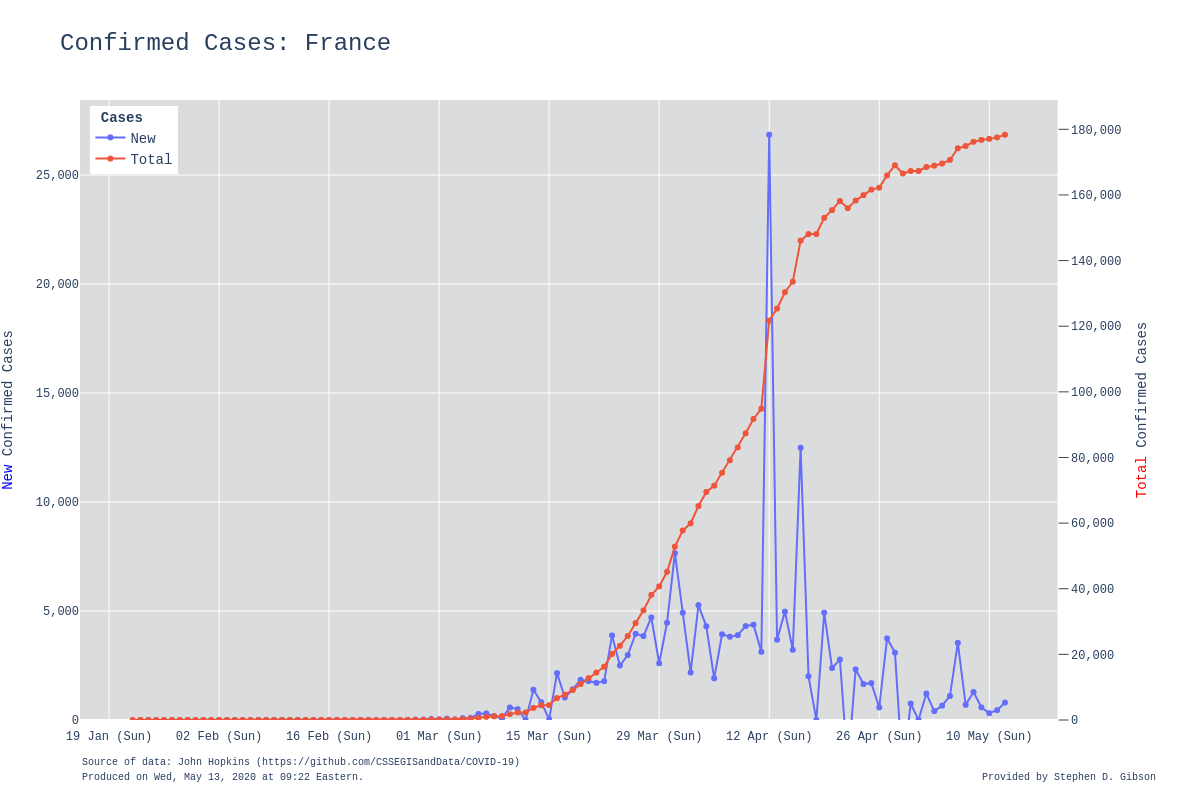 Confirmed Cases: France
Cases
New
Total
25,000
20,000
15,000
10,000
5,000
0
New Confirmed Cases
180,000
160,000
140,000
120,000
100,000
80,000
60,000
40,000
20,000
0
Total Confirmed Cases
19 Jan (Sun) 02 Feb (Sun) 16 Feb (Sun) 01 Mar (Sun) 15 Mar (Sun) 29 Mar (Sun) 12 Apr (Sun) 26 Apr (Sun) 10 May (Sun)
Source of data: John Hopkins (https://github.com/CSSEGISandData/COVID-19)
Produced on Wed, May 13, 2020 at 09:22 Eastern.
Provided by Stephen D. Gibson